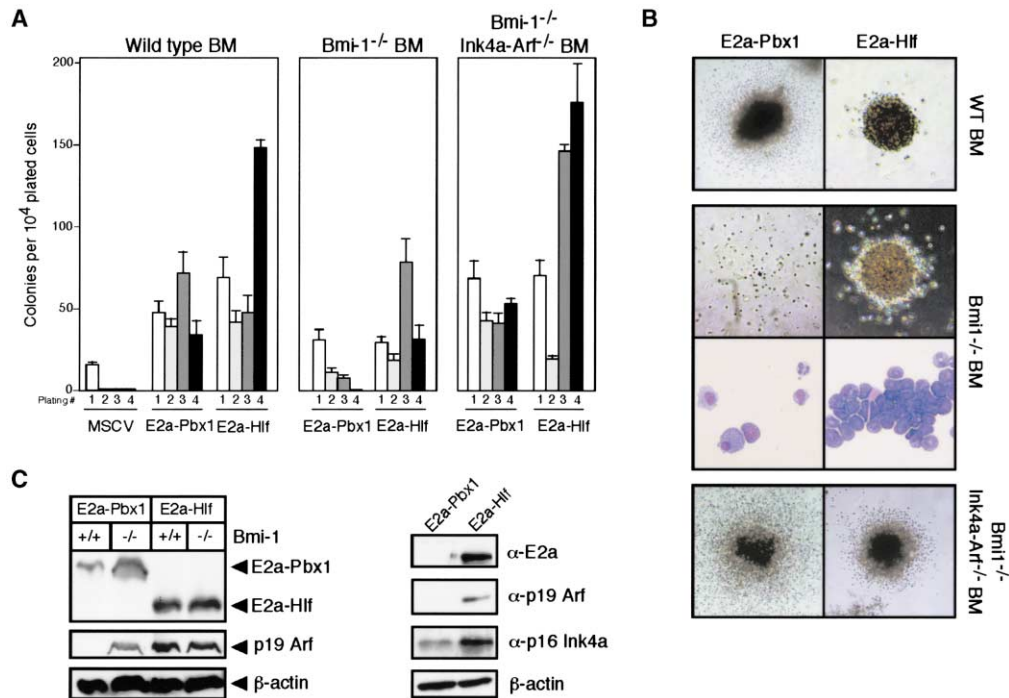 A
Wild type BM
Bmi-1-/- BM
Bmi-1-/-
Ink4a-Arf-/- BM
Colonies per 10⁴ plated cells
200
150
100
50
0
Plating # 1 2 3 4 1 2 3 4 1 2 3 4
1 2 3 4 1 2 3 4
1 2 3 4 1 2 3 4
MSCV E2a-Pbx1 E2a-Hlf
E2a-Pbx1 E2a-Hlf
E2a-Pbx1 E2a-Hlf
B
E2a-Pbx1 E2a-Hlf
WT BM
Bmi1-/- BM
Bmi1-/-
Ink4a-Arf-/- BM
C
E2a-Pbx1 E2a-Hlf
+/+ -/- +/+ -/- Bmi-1
E2a-Pbx1
E2a-Hlf
p19 Arf
β-actin
E2a-Pbx1
E2a-Hlf
α-E2a
α-p19 Arf
α-p16 Ink4a
β-actin